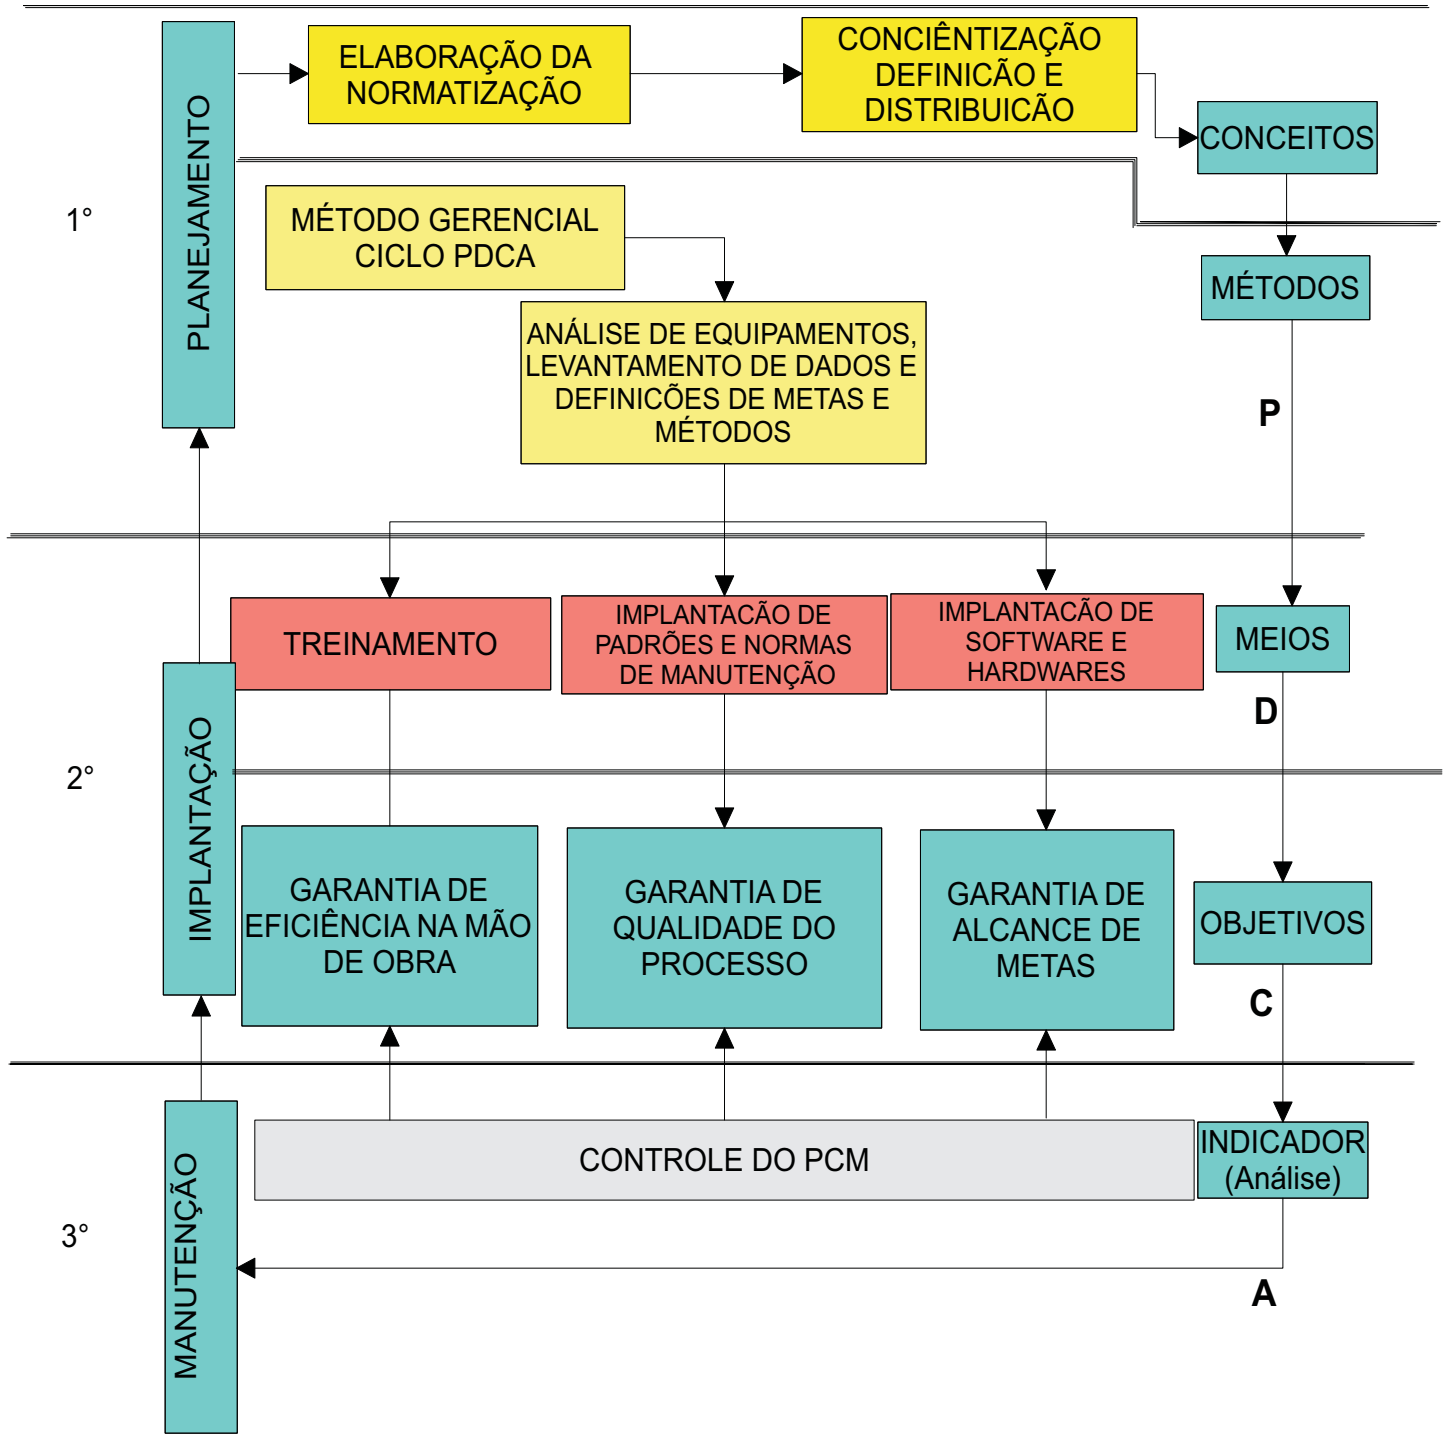 ELABORAÇÃO DA
NORMATIZAÇÃO
CONCIÊNTIZAÇÃO
DEFINICÃO E
DISTRIBUICÃO
CONCEITOS
1°
PLANEJAMENTO
MÉTODO GERENCIAL
CICLO PDCA
MÉTODOS
ANÁLISE DE EQUIPAMENTOS,
LEVANTAMENTO DE DADOS E
DEFINICÕES DE METAS E
MÉTODOS
P
TREINAMENTO
IMPLANTACÃO DE
PADRÕES E NORMAS
DE MANUTENÇÃO
IMPLANTACÃO DE
SOFTWARE E
HARDWARES
MEIOS
D
2°
IMPLANTAÇÃO
GARANTIA DE
EFICIÊNCIA NA MÃO
DE OBRA
GARANTIA DE
QUALIDADE DO
PROCESSO
GARANTIA DE
ALCANCE DE
METAS
OBJETIVOS
C
3°
MANUTENÇÃO
CONTROLE DO PCM
INDICADOR
(Análise)
A